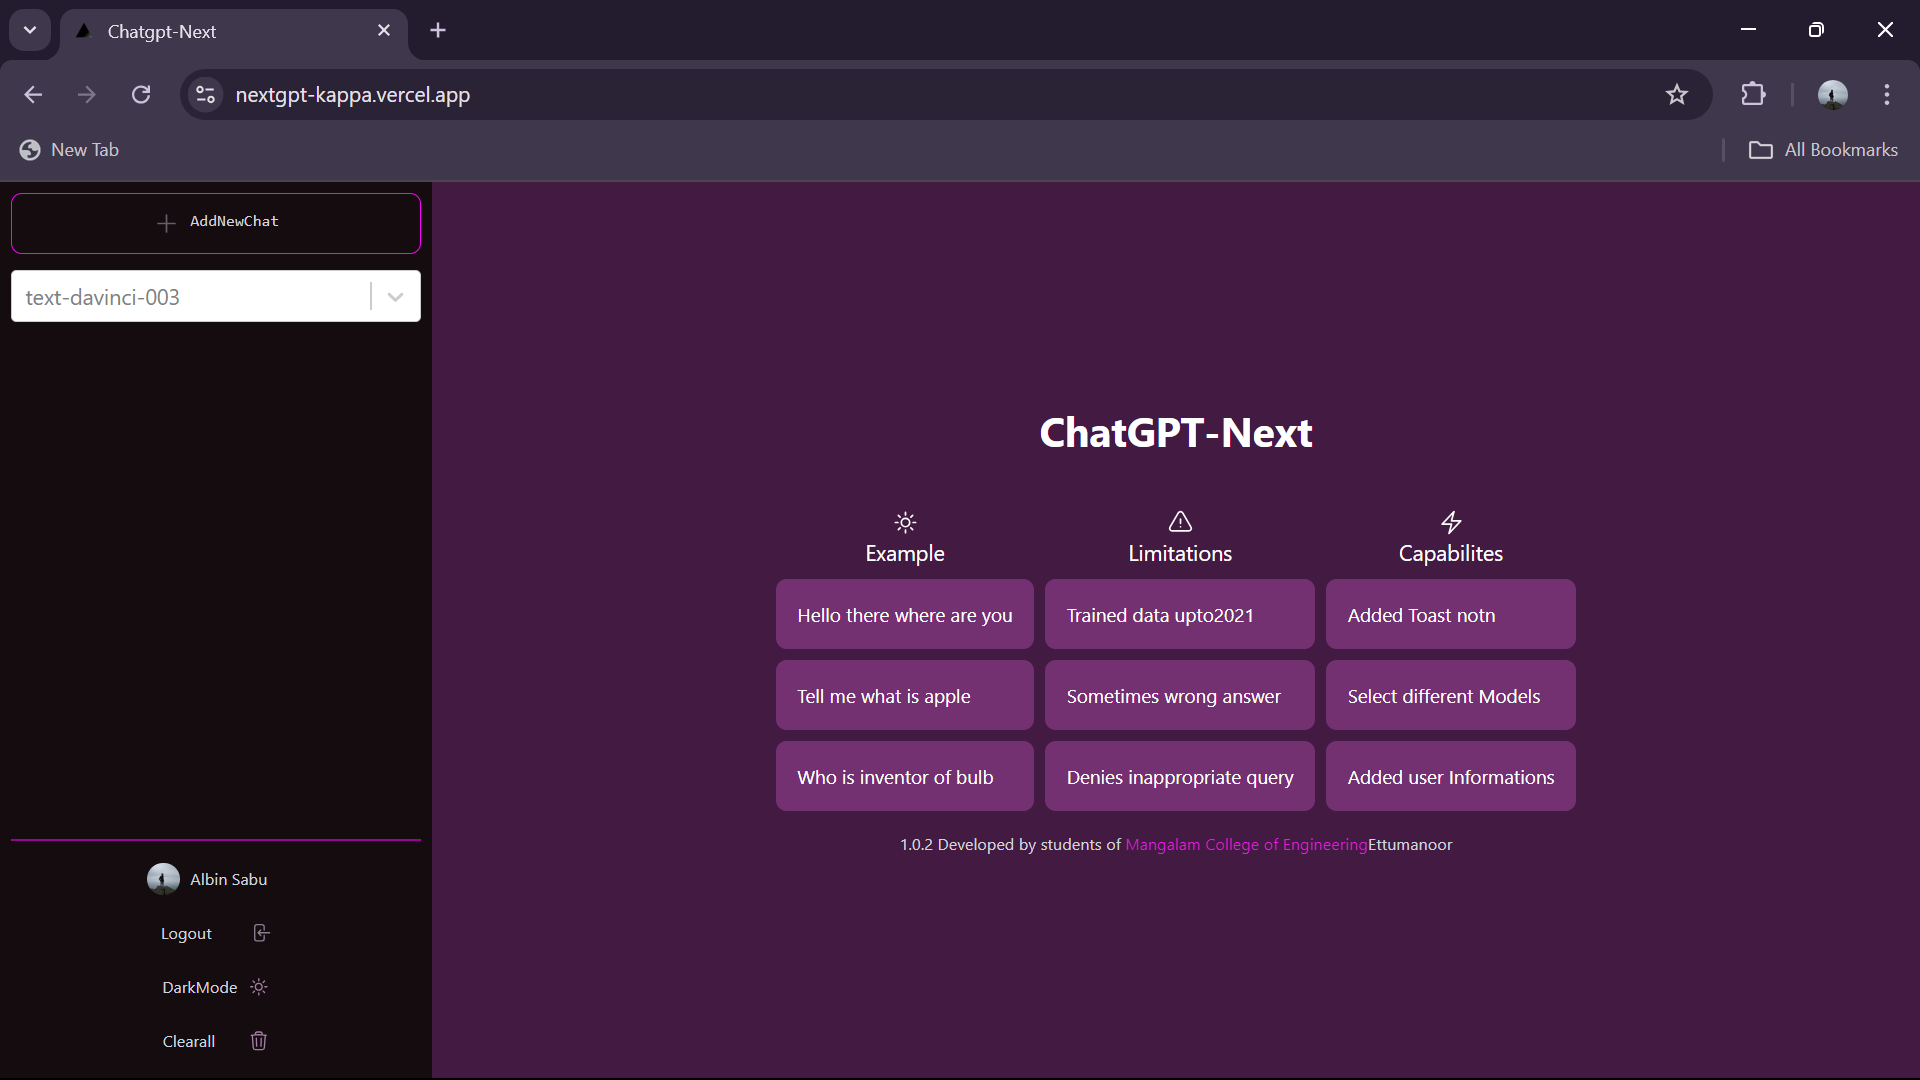 Chatgpt-Next
nextgpt-kappa.vercel.app
New Tab
All Bookmarks
AddNewChat
text-davinci-003
ChatGPT-Next
Example
Limitations
Capabilites
Hello there where are you
Trained data upto2021
Added Toast notn
Tell me what is apple
Sometimes wrong answer
Select different Models
Who is inventor of bulb
Denies inappropriate query
Added user Informations
1.0.2 Developed by students of Mangalam College of EngineeringEttumanoor
Albin Sabu
Logout
DarkMode
Clearall